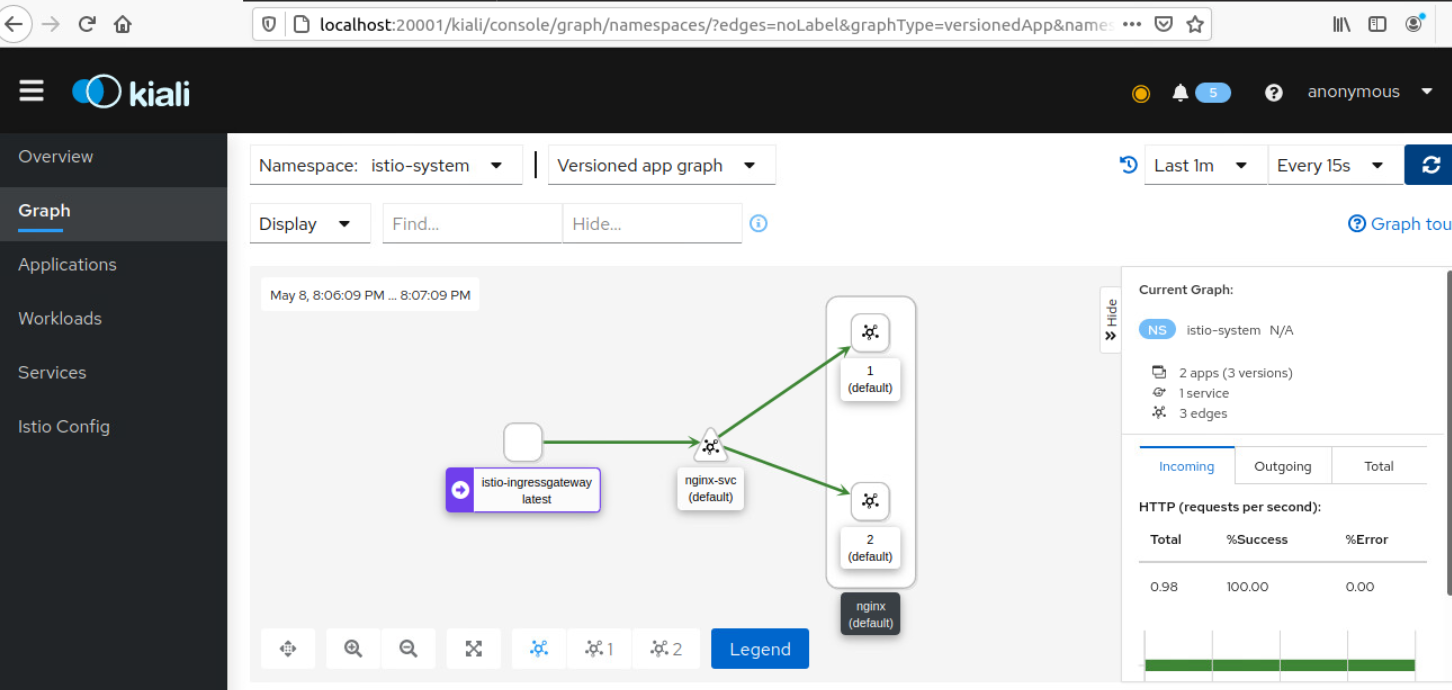 localhost:20001/kiali/console/graph/namespaces/?edges=noLabel&graphType=versionedApp&names
kiali
5
anonymous
Overview
Graph
Applications
Workloads
Services
Istio Config
Namespace: istio-system
Versioned app graph
Last 1m
Every 15s
Display
Find...
Hide...
Graph tou
May 8, 8:06:09 PM ... 8:07:09 PM
1
(default)
istio-ingressgateway
latest
nginx-svc
(default)
2
(default)
nginx
(default)
1
2
Legend
Hide
Current Graph:
NS istio-system N/A
2 apps (3 versions)
1 service
3 edges
Incoming
Outgoing
Total
HTTP (requests per second):
Total %Success %Error
0.98 100.00 0.00